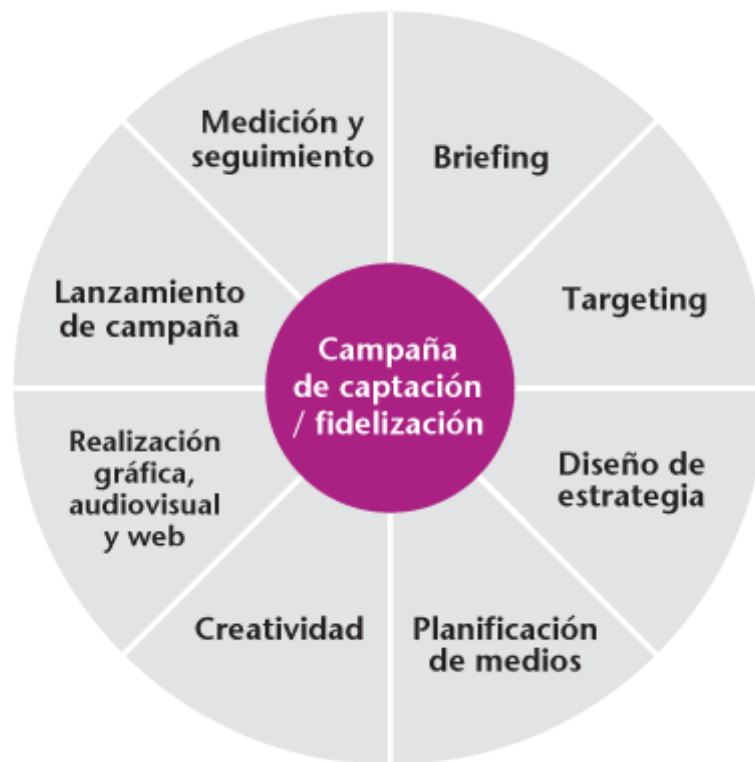 Medición y
seguimiento
Briefing
Targeting
Diseño de
estrategia
Planificación
de medios
Creatividad
Realización
gráfica,
audiovisual
y web
Lanzamiento
de campaña
Campaña
de captación
/ fidelización